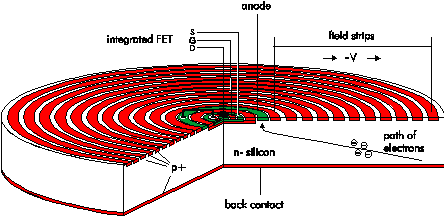 anode
integrated FET
S
G
D
field strips
-V
path of
electrons
n- silicon
p+
back contact